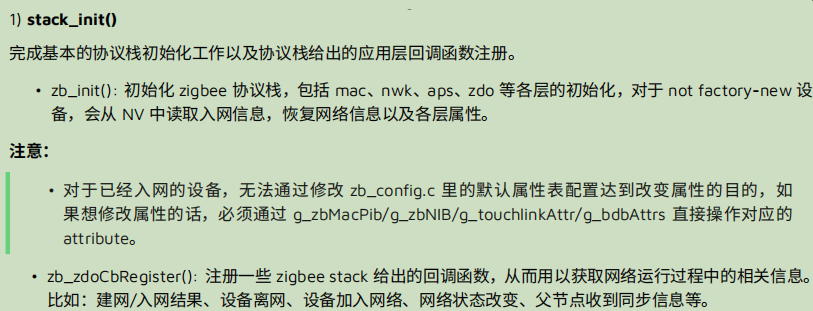 1) stack_init()
完成基本的协议栈初始化工作以及协议栈给出的应用层回调函数注册。
• zb_init(): 初始化 zigbee 协议栈，包括 mac、nwk、aps、zdo 等各层的初始化，对于 not factory-new 设
备，会从 NV 中读取入网信息，恢复网络信息以及各层属性。
注意：
• 对于已经入网的设备，无法通过修改 zb_config.c 里的默认属性表配置达到改变属性的目的，如
果想修改属性的话，必须通过 g_zbMacPib/g_zbNIB/g_touchlinkAttr/g_bdbAttrs 直接操作对应的
attribute。
• zb_zdoCbRegister(): 注册一些 zigbee stack 给出的回调函数，从而用以获取网络运行过程中的相关信息。
比如：建网/入网结果、设备离网、设备加入网络、网络状态改变、父节点收到同步信息等。